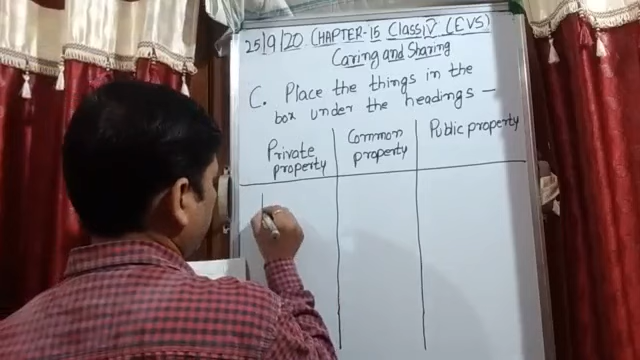 25/9/20 CHAPTER-15 Class IV (EVS)
Caring and Sharing
C. Place the things in the
box under the headings —
Private property
Common property
Public property